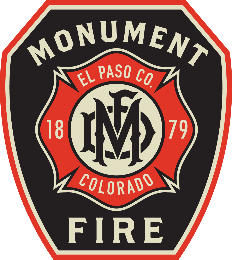 MONUMENT
EL PASO CO.
18 79
MFD
COLORADO
FIRE